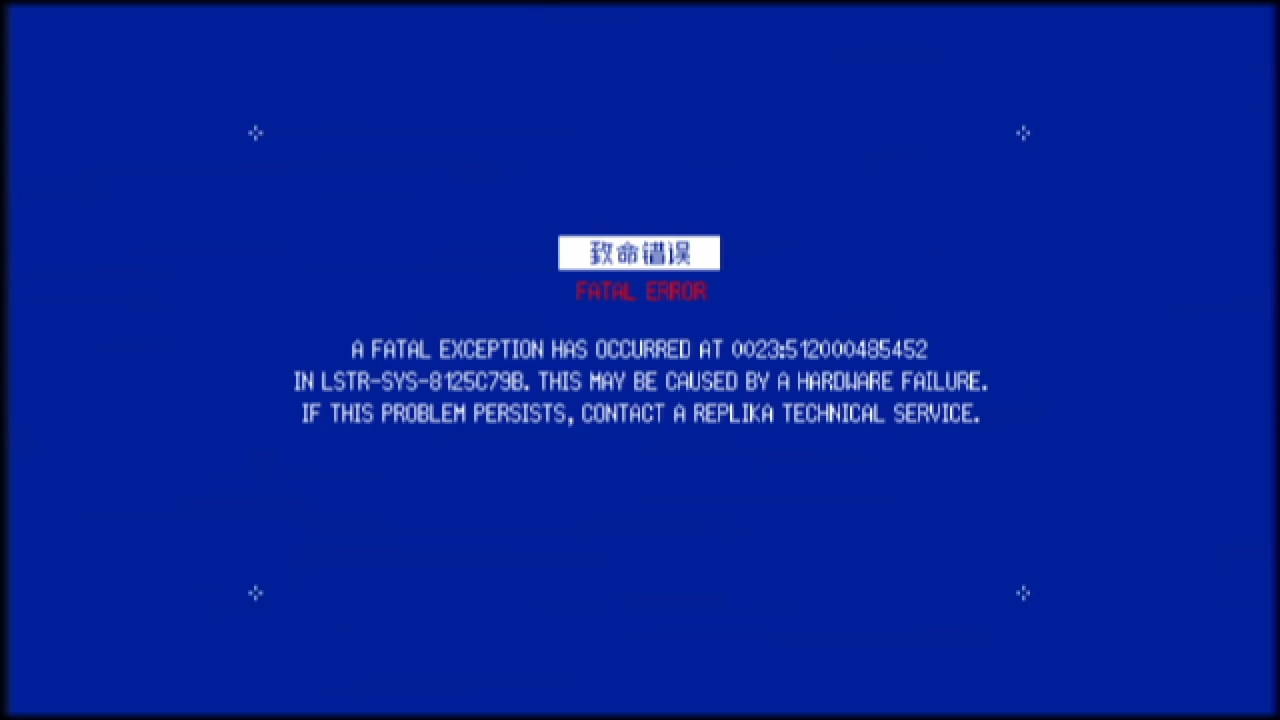 致命错误
FATAL ERROR
A FATAL EXCEPTION HAS OCCURRED AT 0023:512000485452
IN LSTR-SYS-8125C79B. THIS MAY BE CAUSED BY A HARDWARE FAILURE.
IF THIS PROBLEM PERSISTS, CONTACT A REPLIKA TECHNICAL SERVICE.